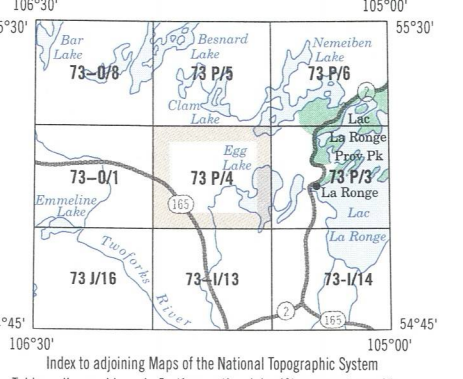 106°30'
105°00'
5°30'
55°30'
Bar
Lake
Besnard
Lake
Nemeiben
Lake
73-O/8
73 P/5
73 P/6
Clam
Lake
2
Lac
La Ronge
Prov Pk
Egg
Lake
73-O/1
73 P/4
73 P/3
La Ronge
Emmeline
Lake
165
Lac
La Ronge
Twoforks
River
73 J/16
73-I/13
73-I/14
2
165
°45'
54°45'
106°30'
105°00'
Index to adjoining Maps of the National Topographic System